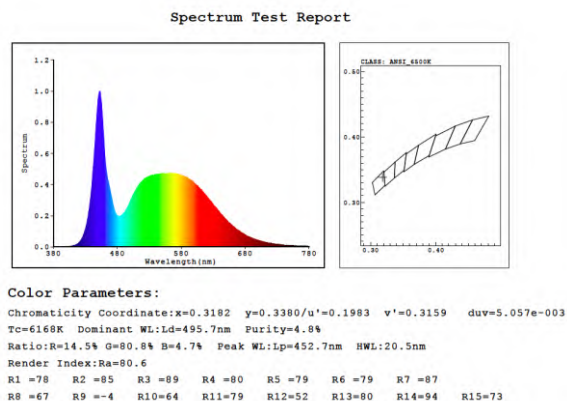 Spectrum Test Report
CLASS: ANSI_6500K
1.2
1.0
0.8
0.6
0.4
0.2
0.0
Spectrum
380 480 580 680 780
Wavelength(nm)
0.50
0.40
0.30
0.30 0.40
Color Parameters:
Chromaticity Coordinate:x=0.3182 y=0.3380/u'=0.1983 v'=0.3159 duv=5.057e-003
Tc=6168K Dominant WL:Ld=495.7nm Purity=4.8%
Ratio:R=14.5% G=80.8% B=4.7% Peak WL:Lp=452.7nm HWL:20.5nm
Render Index:Ra=80.6
R1 =78 R2 =85 R3 =89 R4 =80 R5 =79 R6 =79 R7 =87
R8 =67 R9 =-4 R10=64 R11=79 R12=52 R13=80 R14=94 R15=73